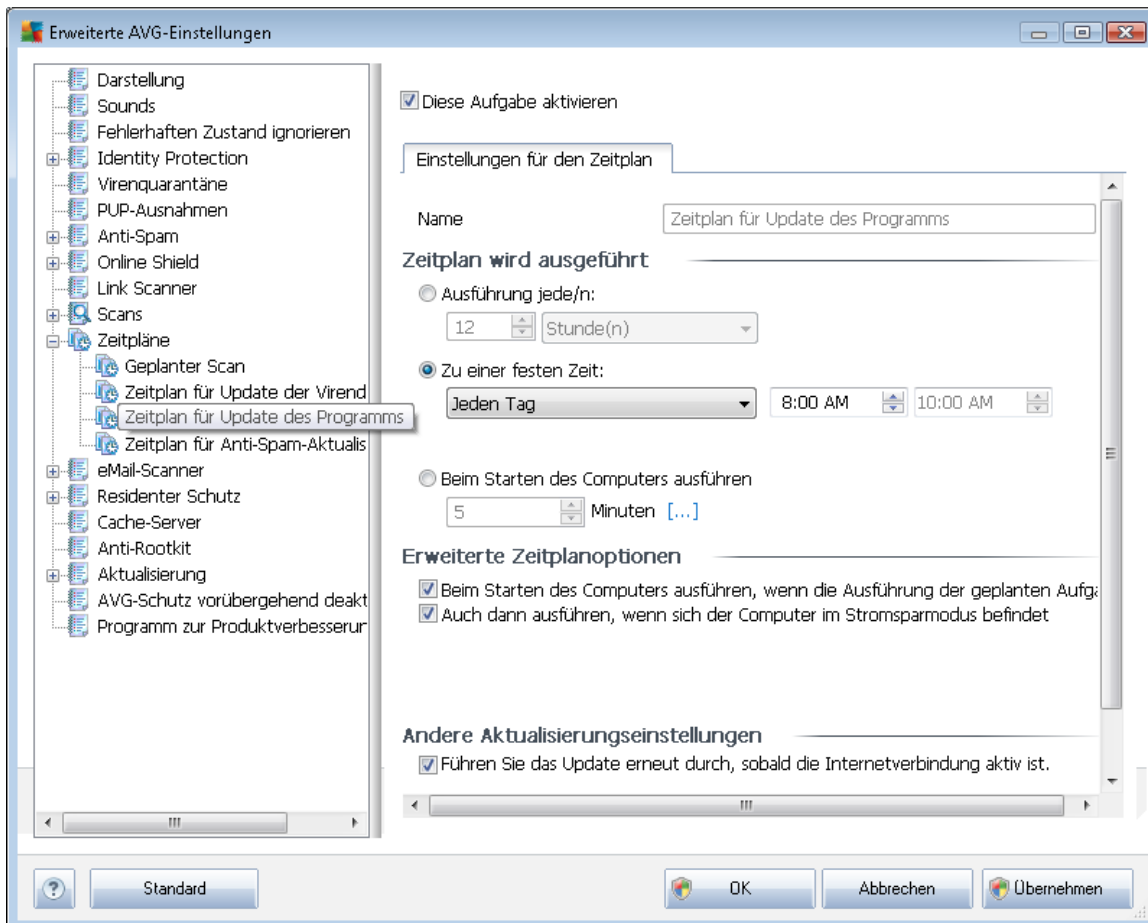 Erweiterte AVG-Einstellungen
Darstellung
Sounds
Fehlerhaften Zustand ignorieren
Identity Protection
Virenquarantäne
PUP-Ausnahmen
Anti-Spam
Online Shield
Link Scanner
Scans
Zeitpläne
Geplanter Scan
Zeitplan für Update der Virend
Zeitplan für Update des Programms
Zeitplan für Anti-Spam-Aktualis
eMail-Scanner
Residenter Schutz
Cache-Server
Anti-Rootkit
Aktualisierung
AVG-Schutz vorübergehend deakt
Programm zur Produktverbesserur
Diese Aufgabe aktivieren
Einstellungen für den Zeitplan
Name Zeitplan für Update des Programms
Zeitplan wird ausgeführt
Ausführung jede/n:
12 Stunde(n)
Zu einer festen Zeit:
Jeden Tag 8:00 AM 10:00 AM
Beim Starten des Computers ausführen
5 Minuten [...]
Erweiterte Zeitplanoptionen
Beim Starten des Computers ausführen, wenn die Ausführung der geplanten Aufga
Auch dann ausführen, wenn sich der Computer im Stromsparmodus befindet
Andere Aktualisierungseinstellungen
Führen Sie das Update erneut durch, sobald die Internetverbindung aktiv ist.
? Standard OK Abbrechen Übernehmen